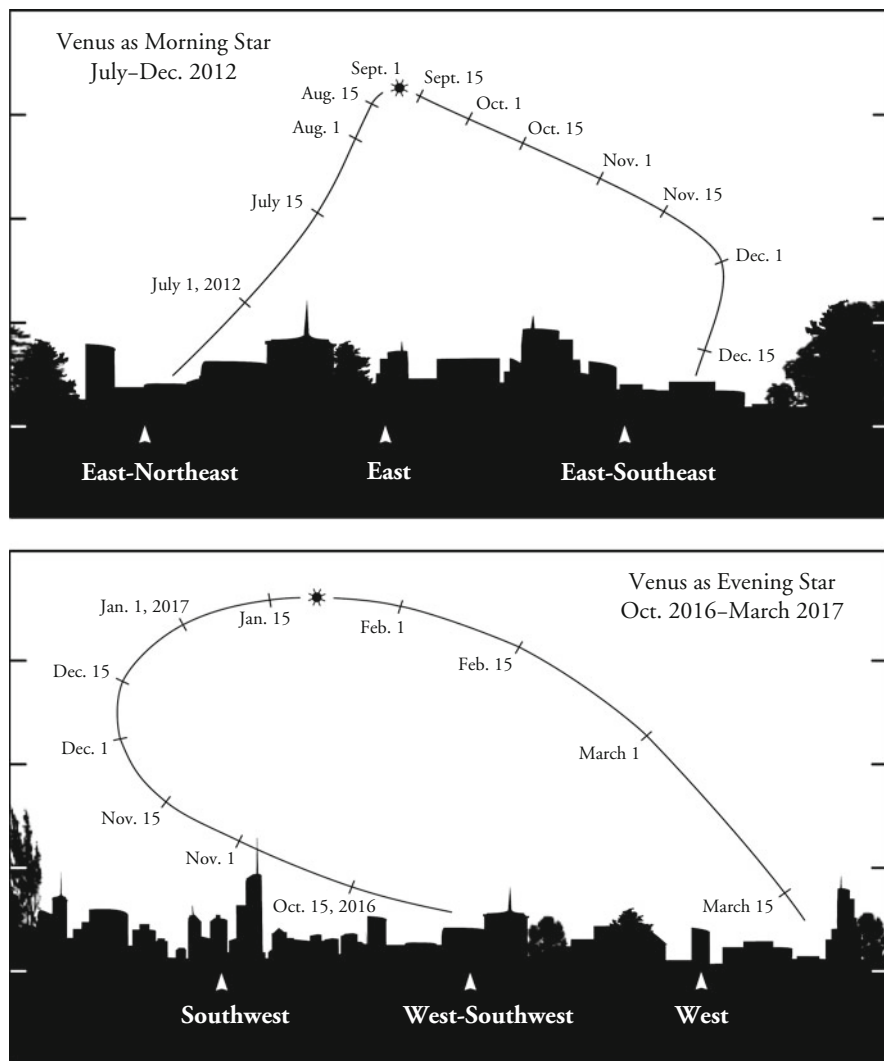 Venus as Morning Star
July–Dec. 2012
Sept. 1
Sept. 15
Aug. 15
Oct. 1
Aug. 1
Oct. 15
Nov. 1
July 15
Nov. 15
Dec. 1
July 1, 2012
Dec. 15
East-Northeast
East
East-Southeast
Venus as Evening Star
Oct. 2016–March 2017
Jan. 1, 2017
Jan. 15
Feb. 1
Feb. 15
Dec. 15
Dec. 1
March 1
Nov. 15
Nov. 1
Oct. 15, 2016
March 15
Southwest
West-Southwest
West